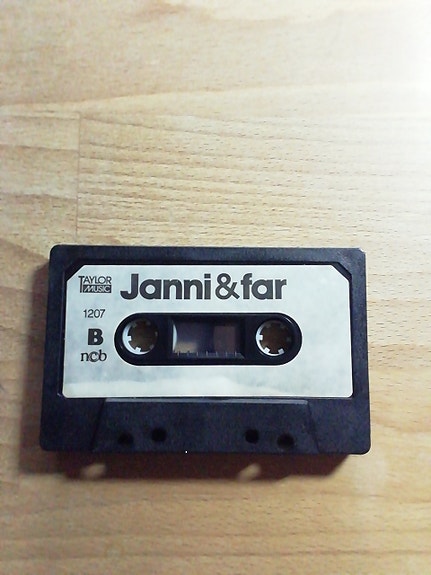 TAYLOR MUSIC Janni & far
1207
B
ncb